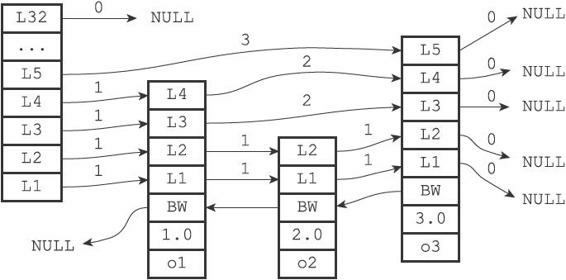 L32 0 NULL
... 0 NULL
3 L5
L5 2 L4 0 NULL
L4 1 L4 2 L3 0 NULL
L3 1 L3 L2
L2 1 L2 1 L2 1 L1 0 NULL
L1 1 L1 1 L1 1 BW 0 NULL
BW BW 3.0
NULL 1.0 2.0 o3
o1 o2